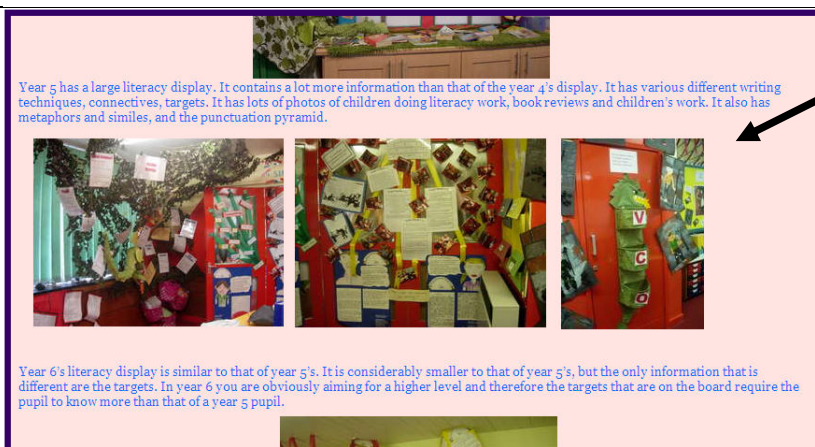 Year 5 has a large literacy display. It contains a lot more information than that of the year 4's display. It has various different writing
techniques, connectives, targets. It has lots of photos of children doing literacy work, book reviews and children's work. It also has
metaphors and similes, and the punctuation pyramid.
V
C
O
Year 6's literacy display is similar to that of year 5's. It is considerably smaller to that of year 5's, but the only information that is
different are the targets. In year 6 you are obviously aiming for a higher level and therefore the targets that are on the board require the
pupil to know more than that of a year 5 pupil.